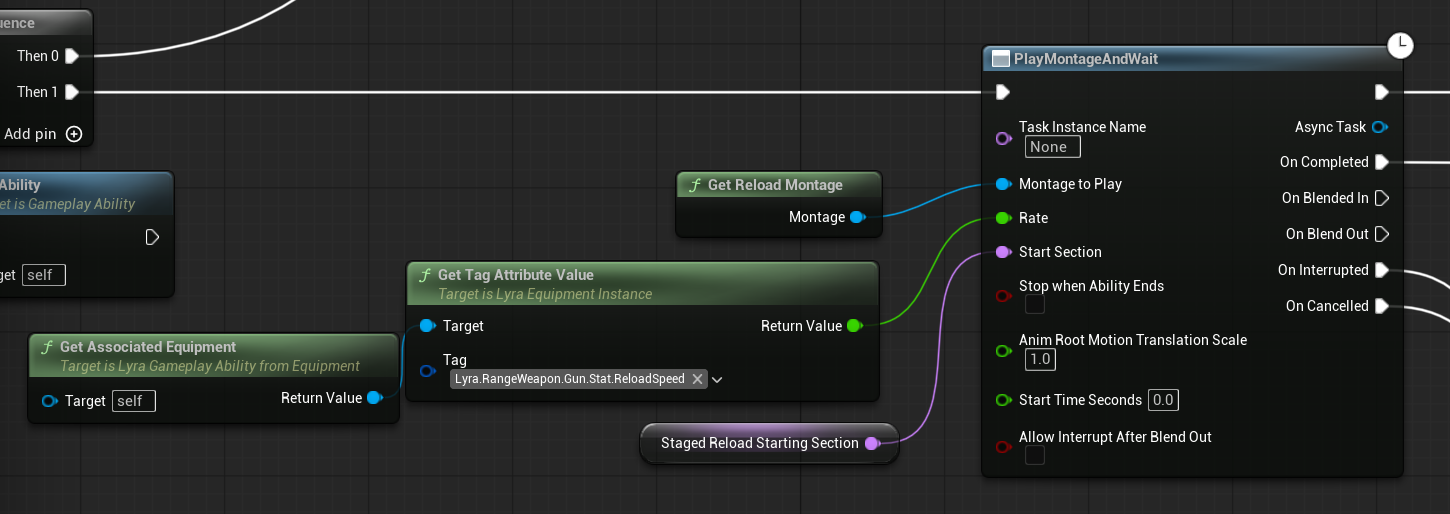 uence
Then 0
Then 1
Add pin
Ability
et is Gameplay Ability
get self
Get Associated Equipment
Target is Lyra Gameplay Ability from Equipment
Target self
Return Value
Get Tag Attribute Value
Target is Lyra Equipment Instance
Target
Return Value
Tag
Lyra.RangeWeapon.Gun.Stat.ReloadSpeed
Get Reload Montage
Montage
Staged Reload Starting Section
PlayMontageAndWait
Task Instance Name
None
Async Task
On Completed
Montage to Play
On Blended In
Rate
On Blend Out
Start Section
On Interrupted
Stop when Ability Ends
On Cancelled
Anim Root Motion Translation Scale
1.0
Start Time Seconds 0.0
Allow Interrupt After Blend Out